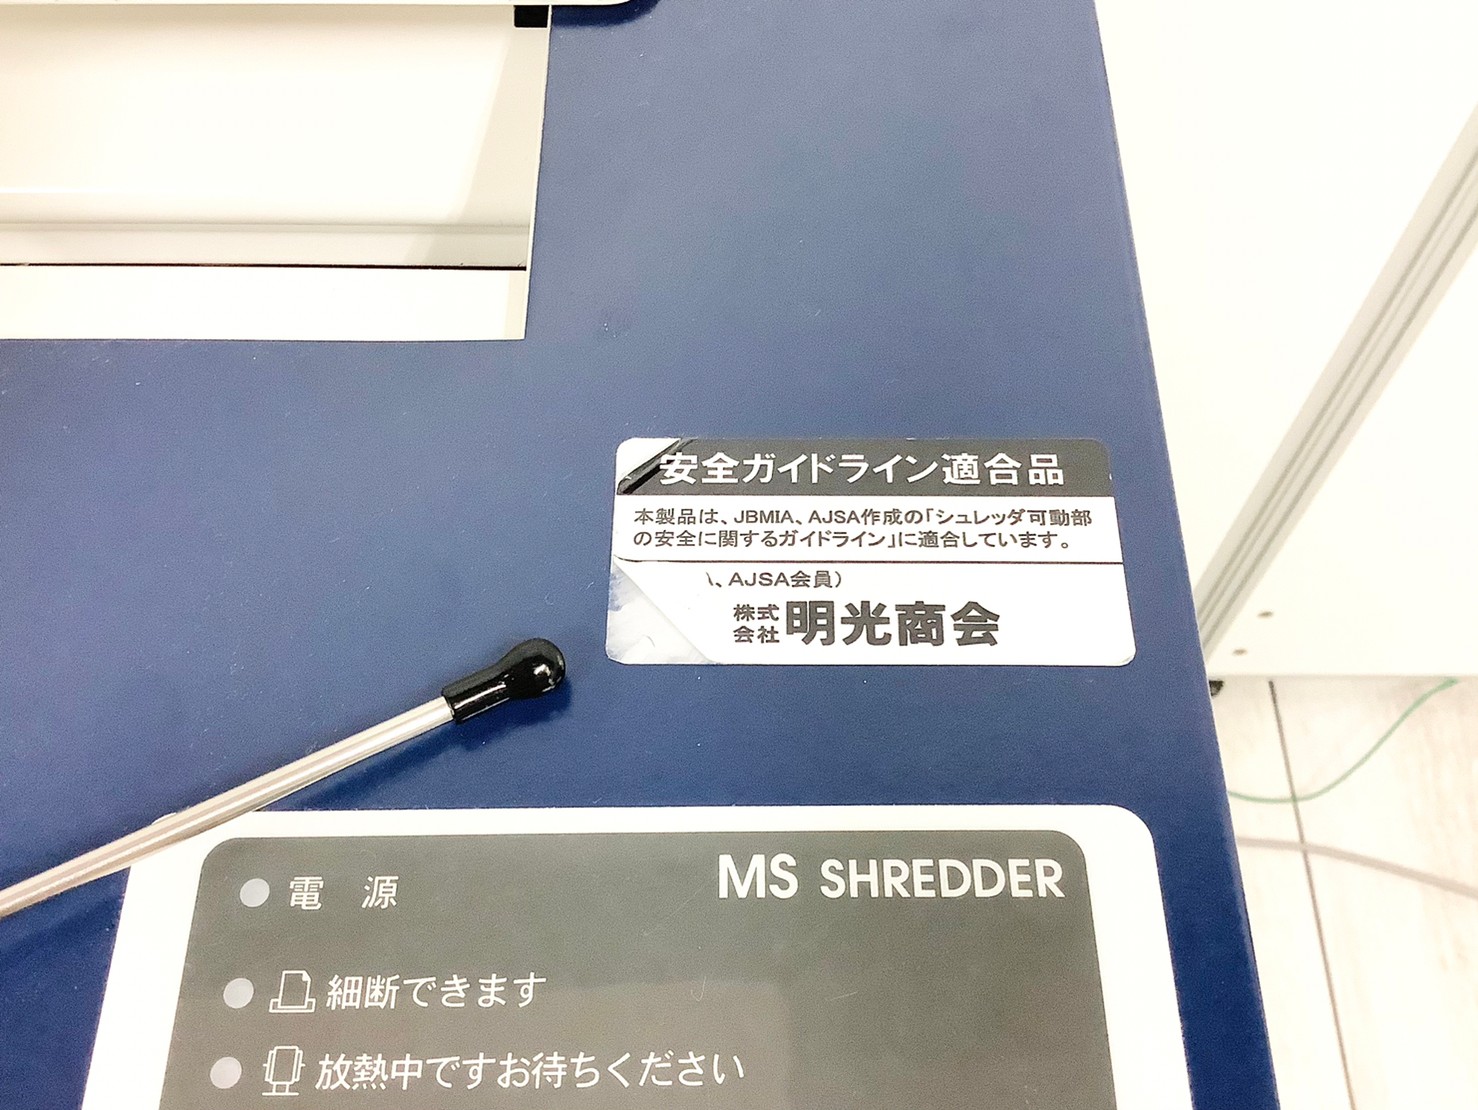 安全ガイドライン適合品
本製品は、JBMIA、AJSA作成の「シュレッダ可動部
の安全に関するガイドライン」に適合しています。
、AJSA会員)
株式会社 明光商会
MS SHREDDER
電 源
細断できます
放熱中ですお待ちください